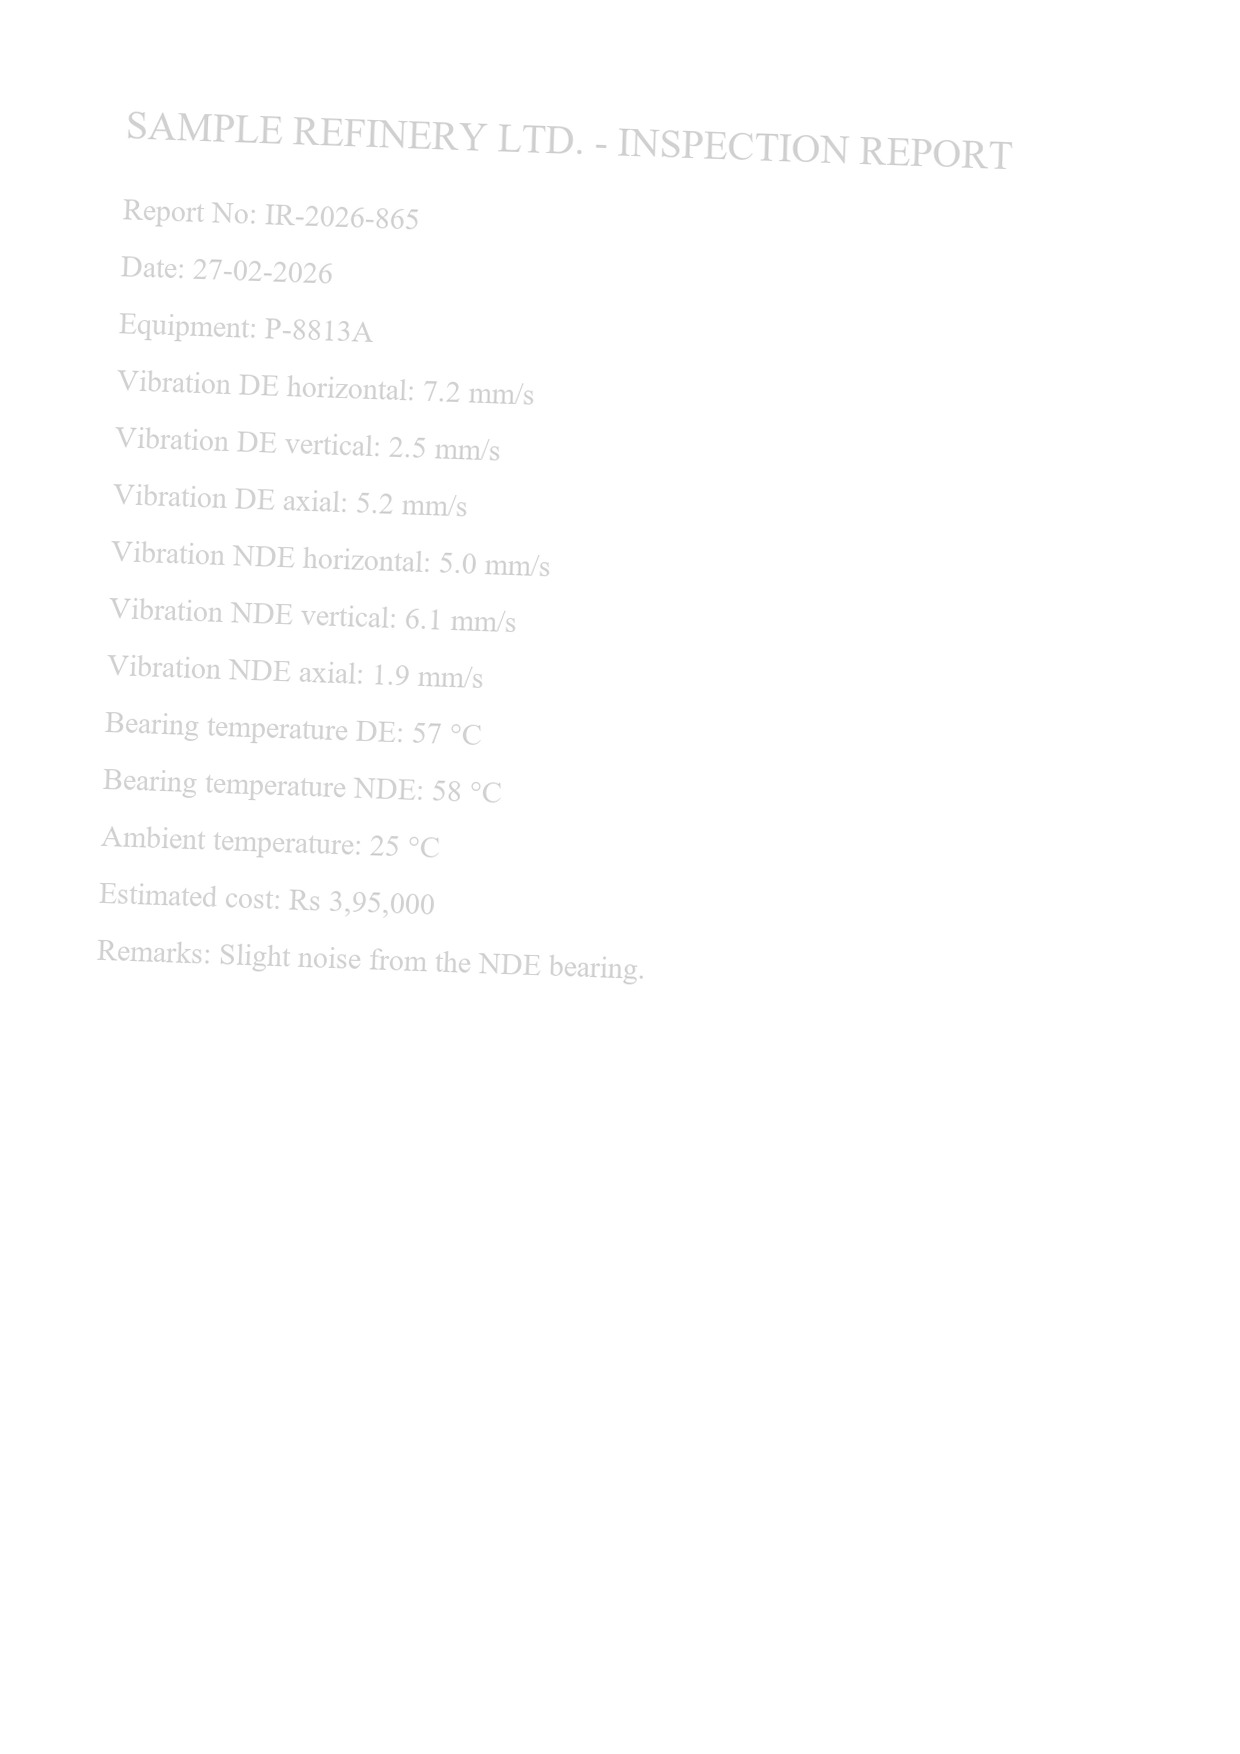 SAMPLE REFINERY LTD. - INSPECTION REPORT
Report No: IR-2026-865
Date: 27-02-2026
Equipment: P-8813A
Vibration DE horizontal: 7.2 mm/s
Vibration DE vertical: 2.5 mm/s
Vibration DE axial: 5.2 mm/s
Vibration NDE horizontal: 5.0 mm/s
Vibration NDE vertical: 6.1 mm/s
Vibration NDE axial: 1.9 mm/s
Bearing temperature DE: 57 °C
Bearing temperature NDE: 58 °C
Ambient temperature: 25 °C
Estimated cost: Rs 3,95,000
Remarks: Slight noise from the NDE bearing.